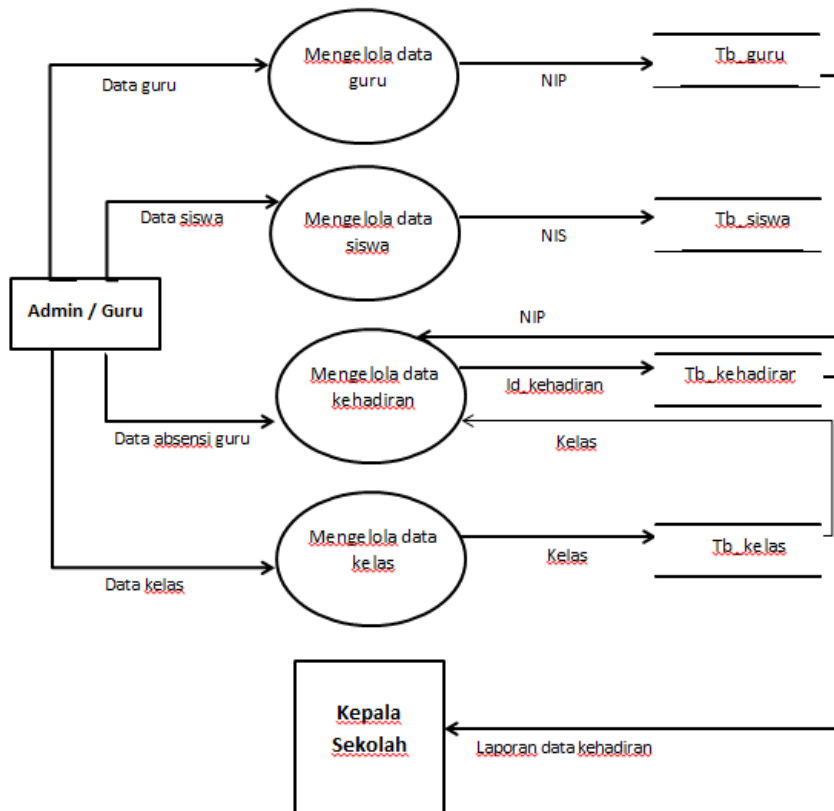 Mengelola data
guru
Tb_guru
Data guru
NIP
Data siswa
Mengelola data
siswa
Tb_siswa
NIS
Admin / Guru
NIP
Mengelola data
kehadiran
Id_kehadiran
Tb_kehadirar
Data absensi guru
Kelas
Mengelola data
kelas
Tb_kelas
Kelas
Data kelas
Kepala
Sekolah
Laporan data kehadiran